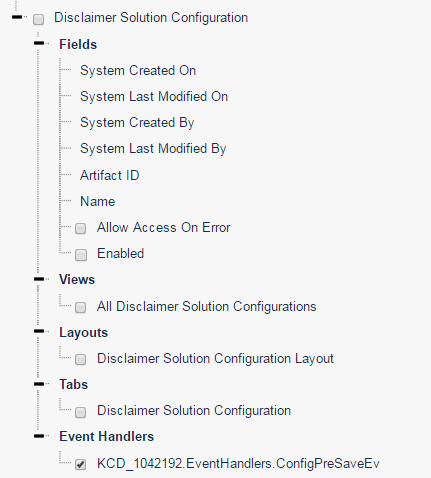 Disclaimer Solution Configuration
Fields
System Created On
System Last Modified On
System Created By
System Last Modified By
Artifact ID
Name
Allow Access On Error
Enabled
Views
All Disclaimer Solution Configurations
Layouts
Disclaimer Solution Configuration Layout
Tabs
Disclaimer Solution Configuration
Event Handlers
KCD_1042192.EventHandlers.ConfigPreSaveEv